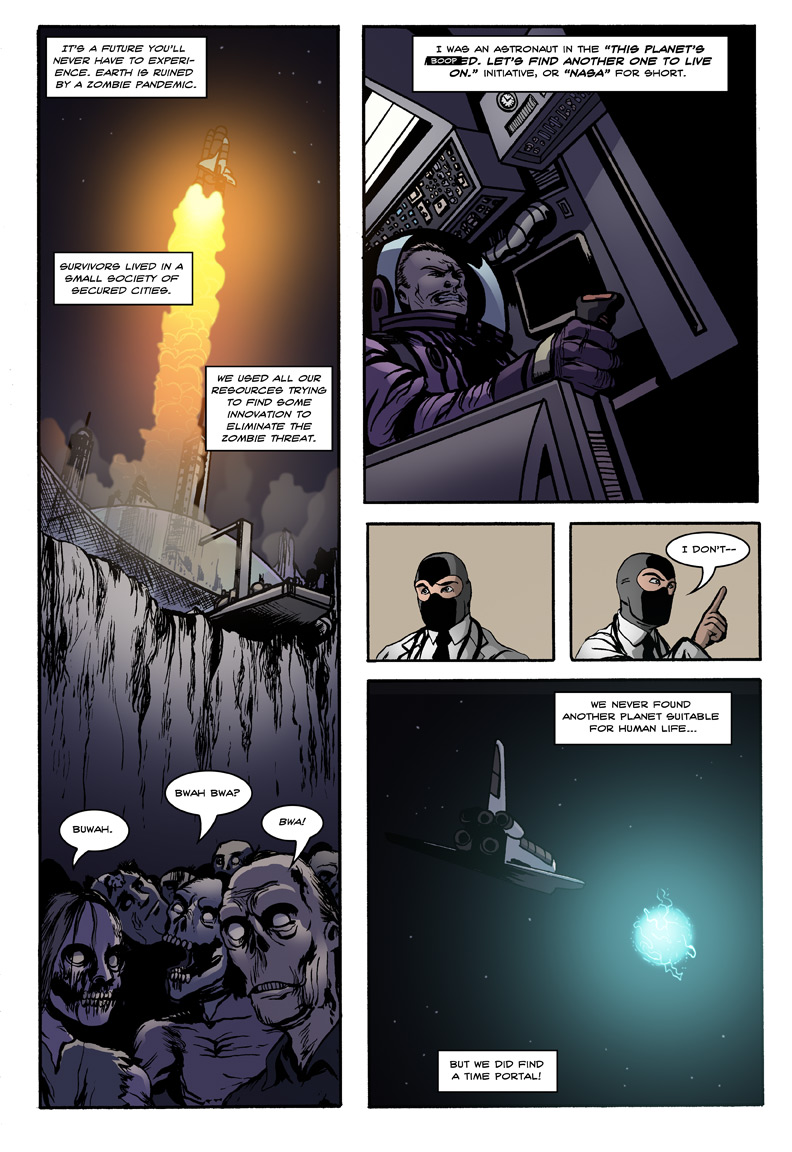 IT'S A FUTURE YOU'LL
NEVER HAVE TO EXPERI-
ENCE. EARTH IS RUINED
BY A ZOMBIE PANDEMIC.
SURVIVORS LIVED IN A
SMALL SOCIETY OF
SECURED CITIES.
WE USED ALL OUR
RESOURCES TRYING
TO FIND SOME
INNOVATION TO
ELIMINATE THE
ZOMBIE THREAT.
BUWAH.
BWAH BWA?
BWA!
I WAS AN ASTRONAUT IN THE "THIS PLANET'S
BOOP ED. LET'S FIND ANOTHER ONE TO LIVE
ON." INITIATIVE, OR "NASA" FOR SHORT.
I DON'T--
WE NEVER FOUND
ANOTHER PLANET SUITABLE
FOR HUMAN LIFE...
BUT WE DID FIND
A TIME PORTAL!